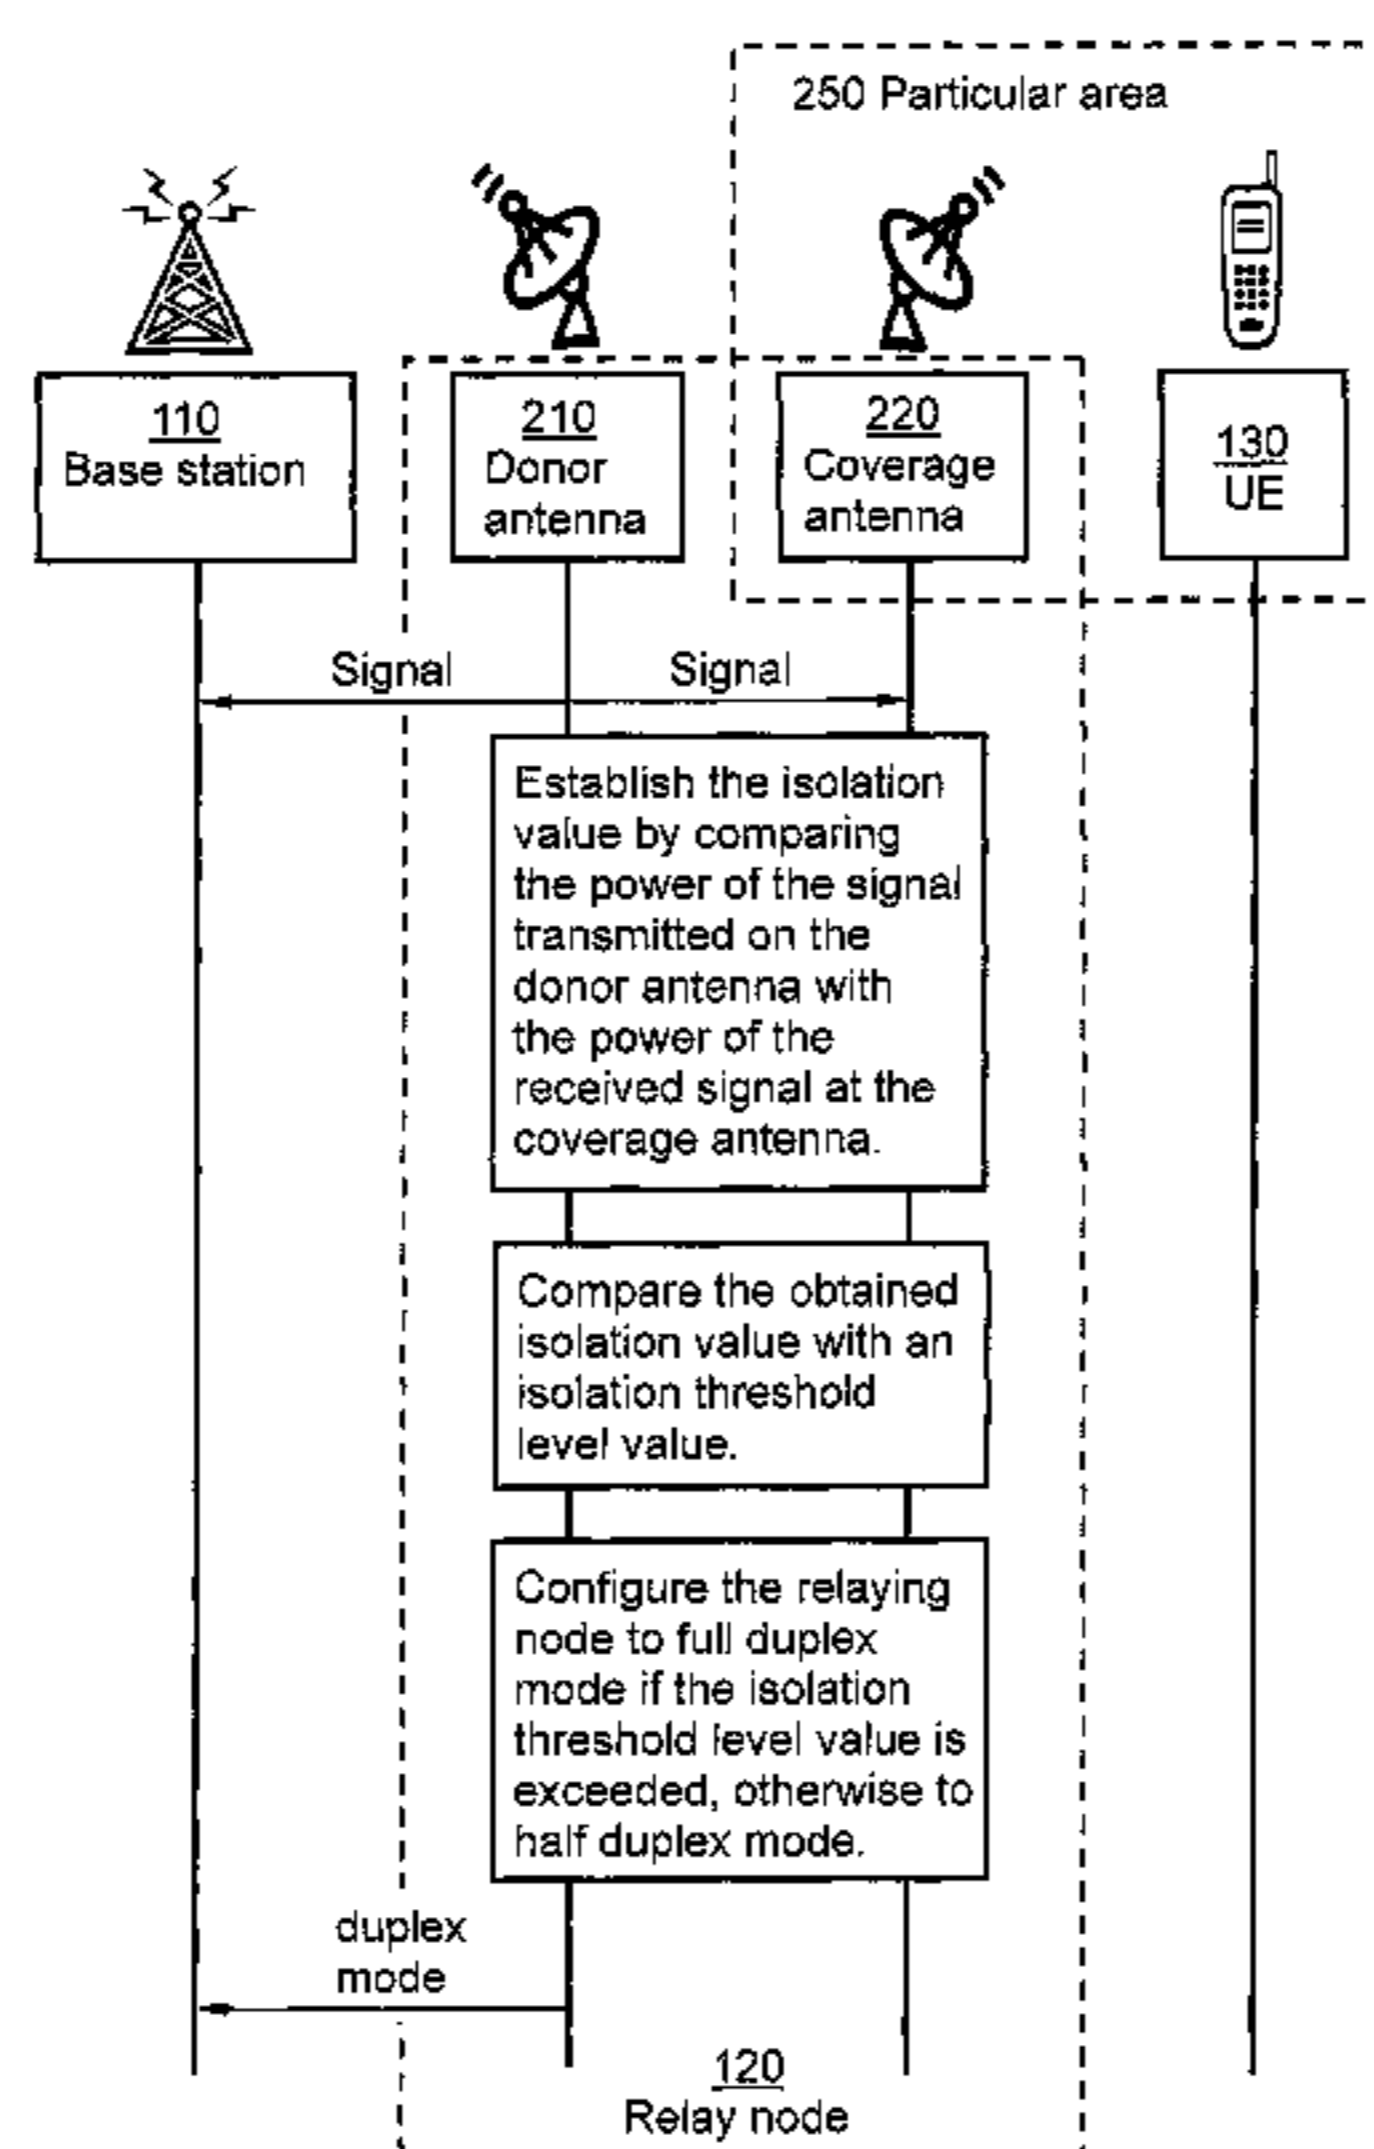 250 Particular area
110
Base station
210
Donor
antenna
220
Coverage
antenna
130
UE
Signal
Signal
Establish the isolation
value by comparing
the power of the signal
transmitted on the
donor antenna with
the power of the
received signal at the
coverage antenna.
Compare the obtained
isolation value with an
isolation threshold
level value.
Configure the relaying
node to full duplex
mode if the isolation
threshold level value is
exceeded, otherwise to
half duplex mode.
duplex
mode
120
Relay node